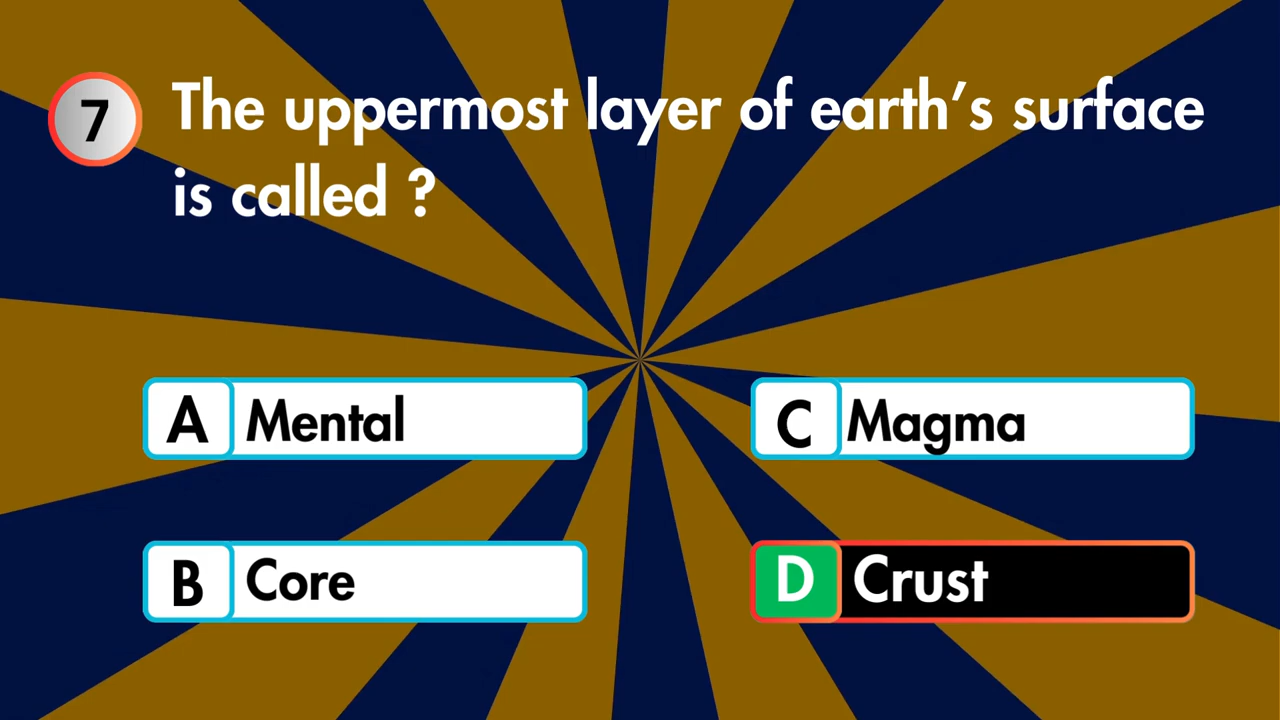 7 The uppermost layer of earth's surface
is called ?
A Mental
C Magma
B Core
D Crust